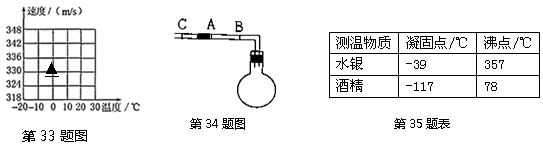 速度/(m/s)
348
342
336
330
324
318
-20 -10 0 10 20 30 温度/℃
第33题图
C A B
第34题图
测温物质 凝固点/℃ 沸点/℃
水银 -39 357
酒精 -117 78
第35题表